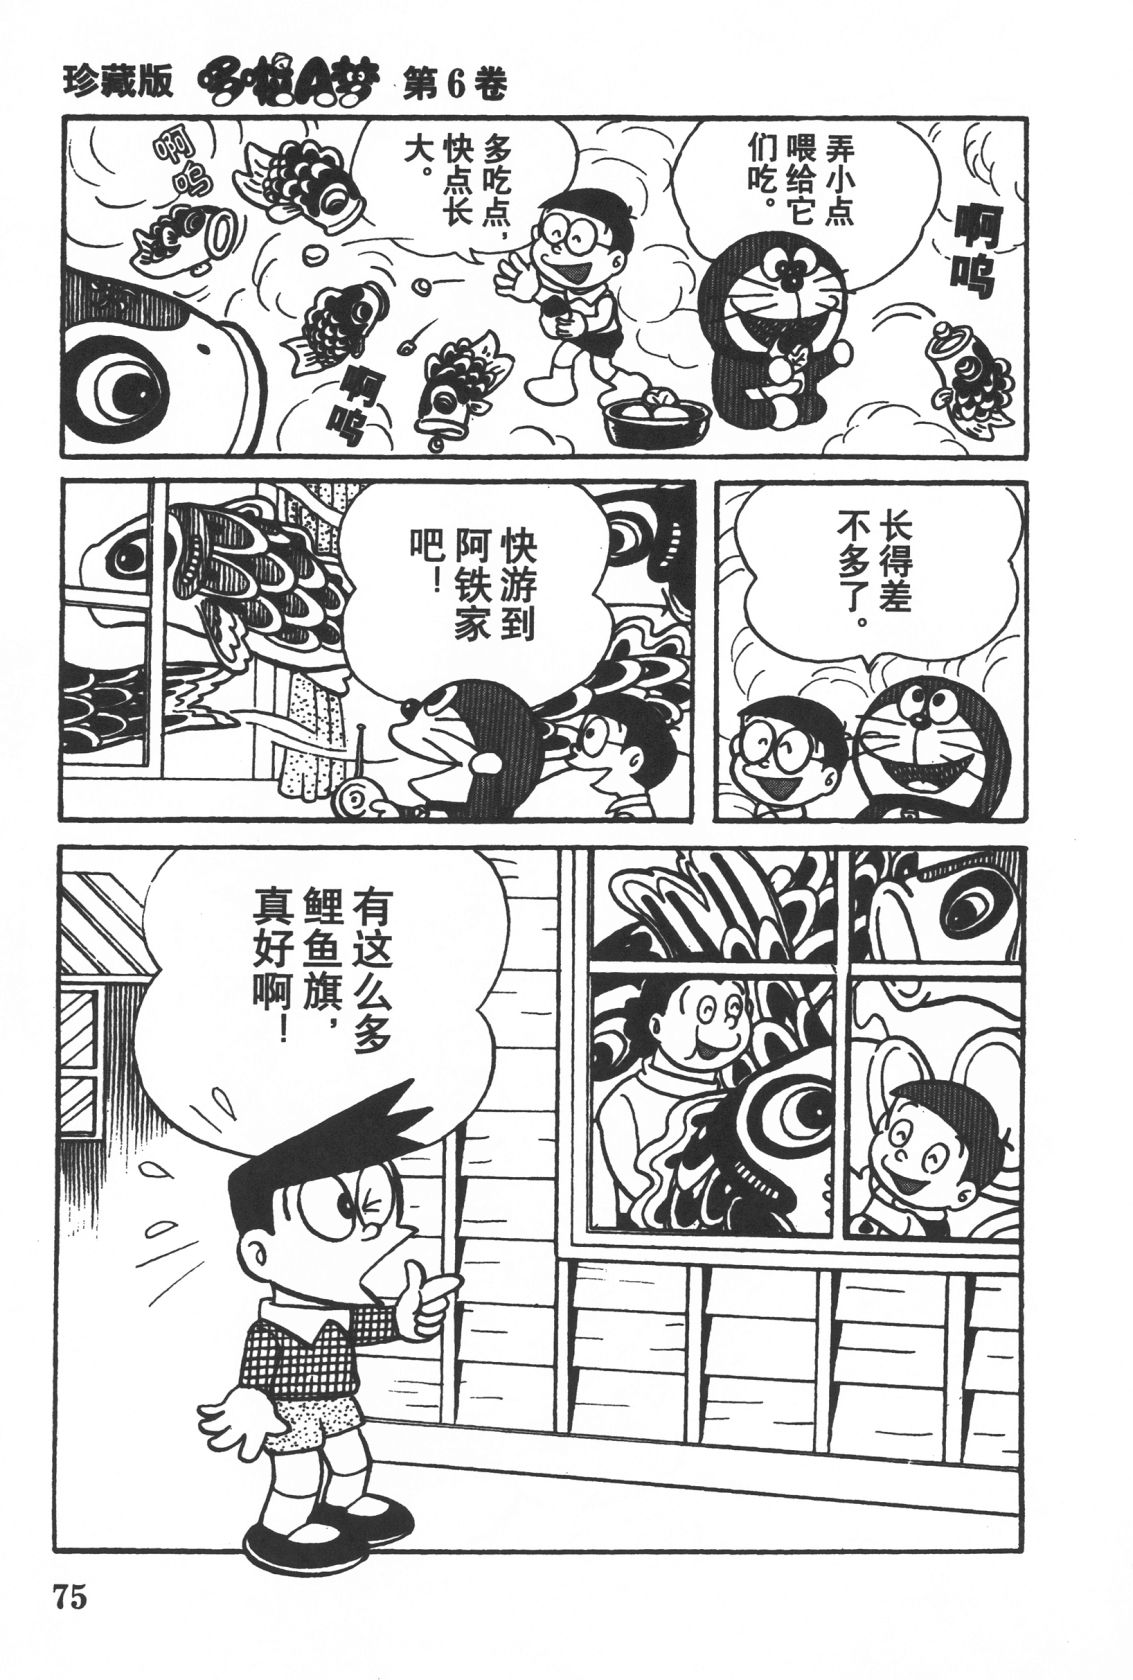 珍藏版 哆啦A梦 第6卷
弄小点
喂给它
们吃。
多吃点，
快点长
大。
啊呜
啊呜
啊呜
长得差
不多了。
快游到
阿铁家
吧！
有这么多
鲤鱼旗，
真好啊！
75